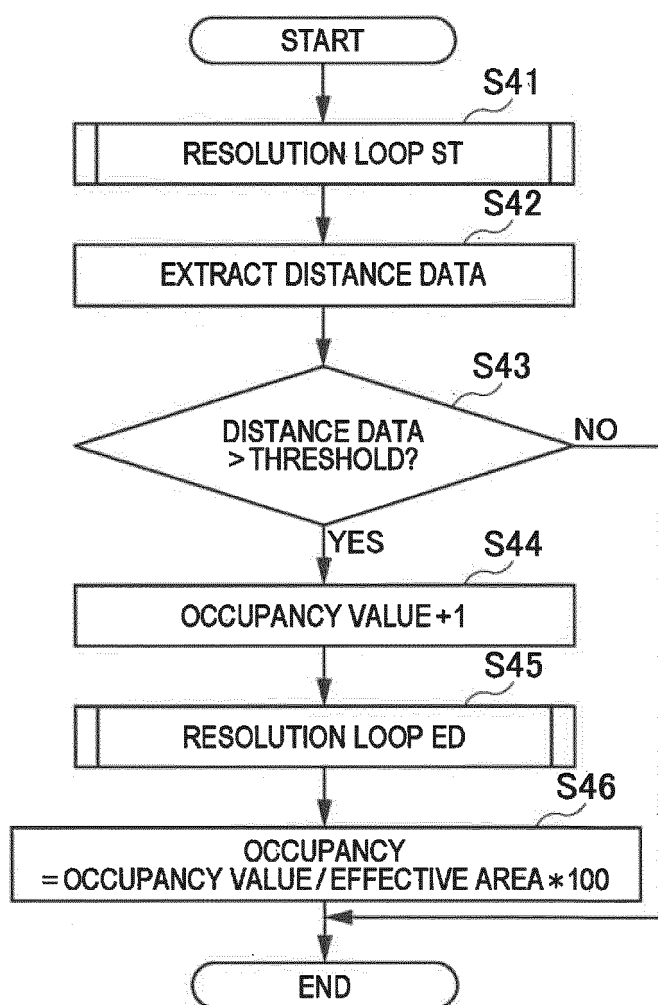 START
S41
RESOLUTION LOOP ST
S42
EXTRACT DISTANCE DATA
S43
DISTANCE DATA
> THRESHOLD?
NO
YES
S44
OCCUPANCY VALUE+1
S45
RESOLUTION LOOP ED
S46
OCCUPANCY
=OCCUPANCY VALUE/EFFECTIVE AREA*100
END